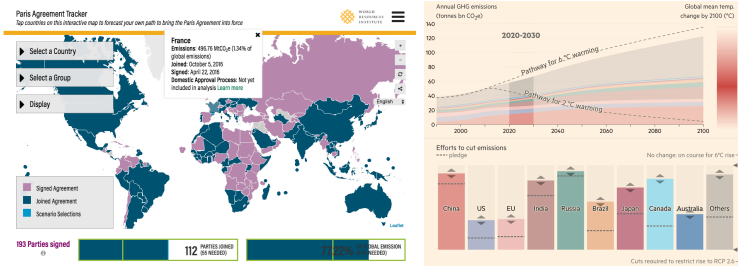 Paris Agreement Tracker
Tap countries on this interactive map to forecast your own path to bring the Paris Agreement into force
WORLD
RESOURCES
INSTITUTE
Select a Country
Select a Group
Display
France
Emissions: 496.76 MtCO₂e (1.34% of
global emissions)
Joined: October 5, 2016
Signed: April 22, 2016
Domestic Approval Process: Not yet
included in analysis Learn more
English
Signed Agreement
Joined Agreement
Scenario Selections
Leaflet
193 Parties signed
112 PARTIES JOINED
(55 NEEDED)
GLOBAL EMISSION
NEEDED)
Annual GHG emissions
(tonnes bn CO₂e)
Global mean temp.
change by 2100 (°C)
140
120
100
80
60
40
20
0
2020-2030
Pathway for 6°C warming
Pathway for 2°C warming
2000
2020
2040
2060
2080
2100
Efforts to cut emissions
pledge
No change: on course for 6°C rise
China
US
EU
India
Russia
Brazil
Japan
Canada
Australia
Others
Cuts required to restrict rise to RCP 2.6